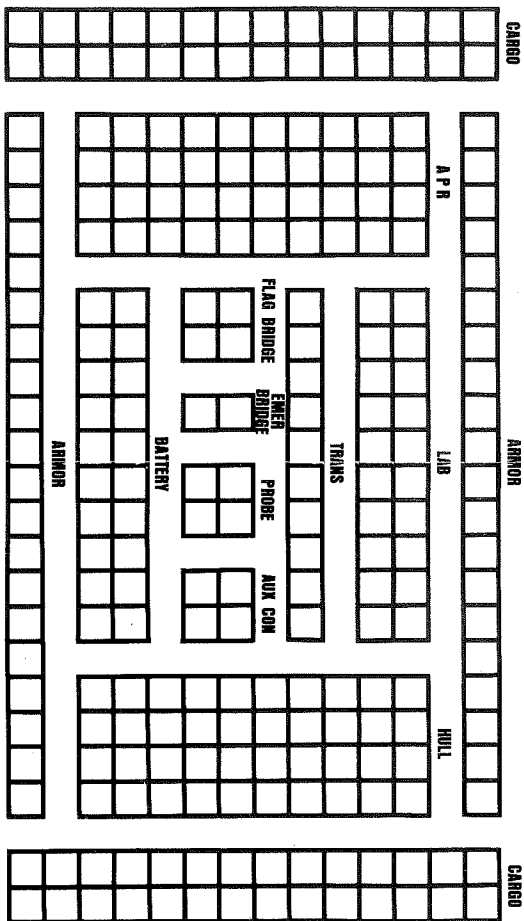 CARGO
ARMOR
CARGO
A P R
LAB
HULL
TRANS
FLAG BRIDGE
EMER
BRIDGE
PROBE
AUX CON
BATTERY
ARMOR